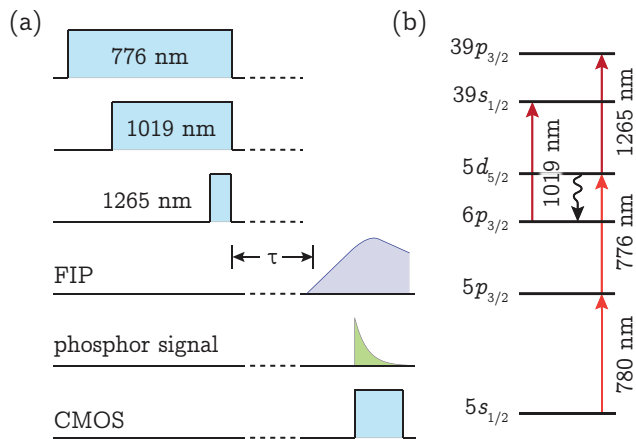 (a)
776 nm
1019 nm
1265 nm
τ
FIP
phosphor signal
CMOS
(b)
39p3/2
39s1/2
5d5/2
6p3/2
5p3/2
5s1/2
1019 nm
1265 nm
776 nm
780 nm